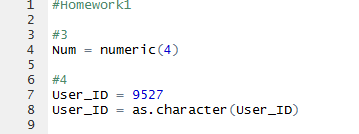 1 #Homework1
2
3 #3
4 Num = numeric(4)
5
6 #4
7 User_ID = 9527
8 User_ID = as.character(User_ID)
9